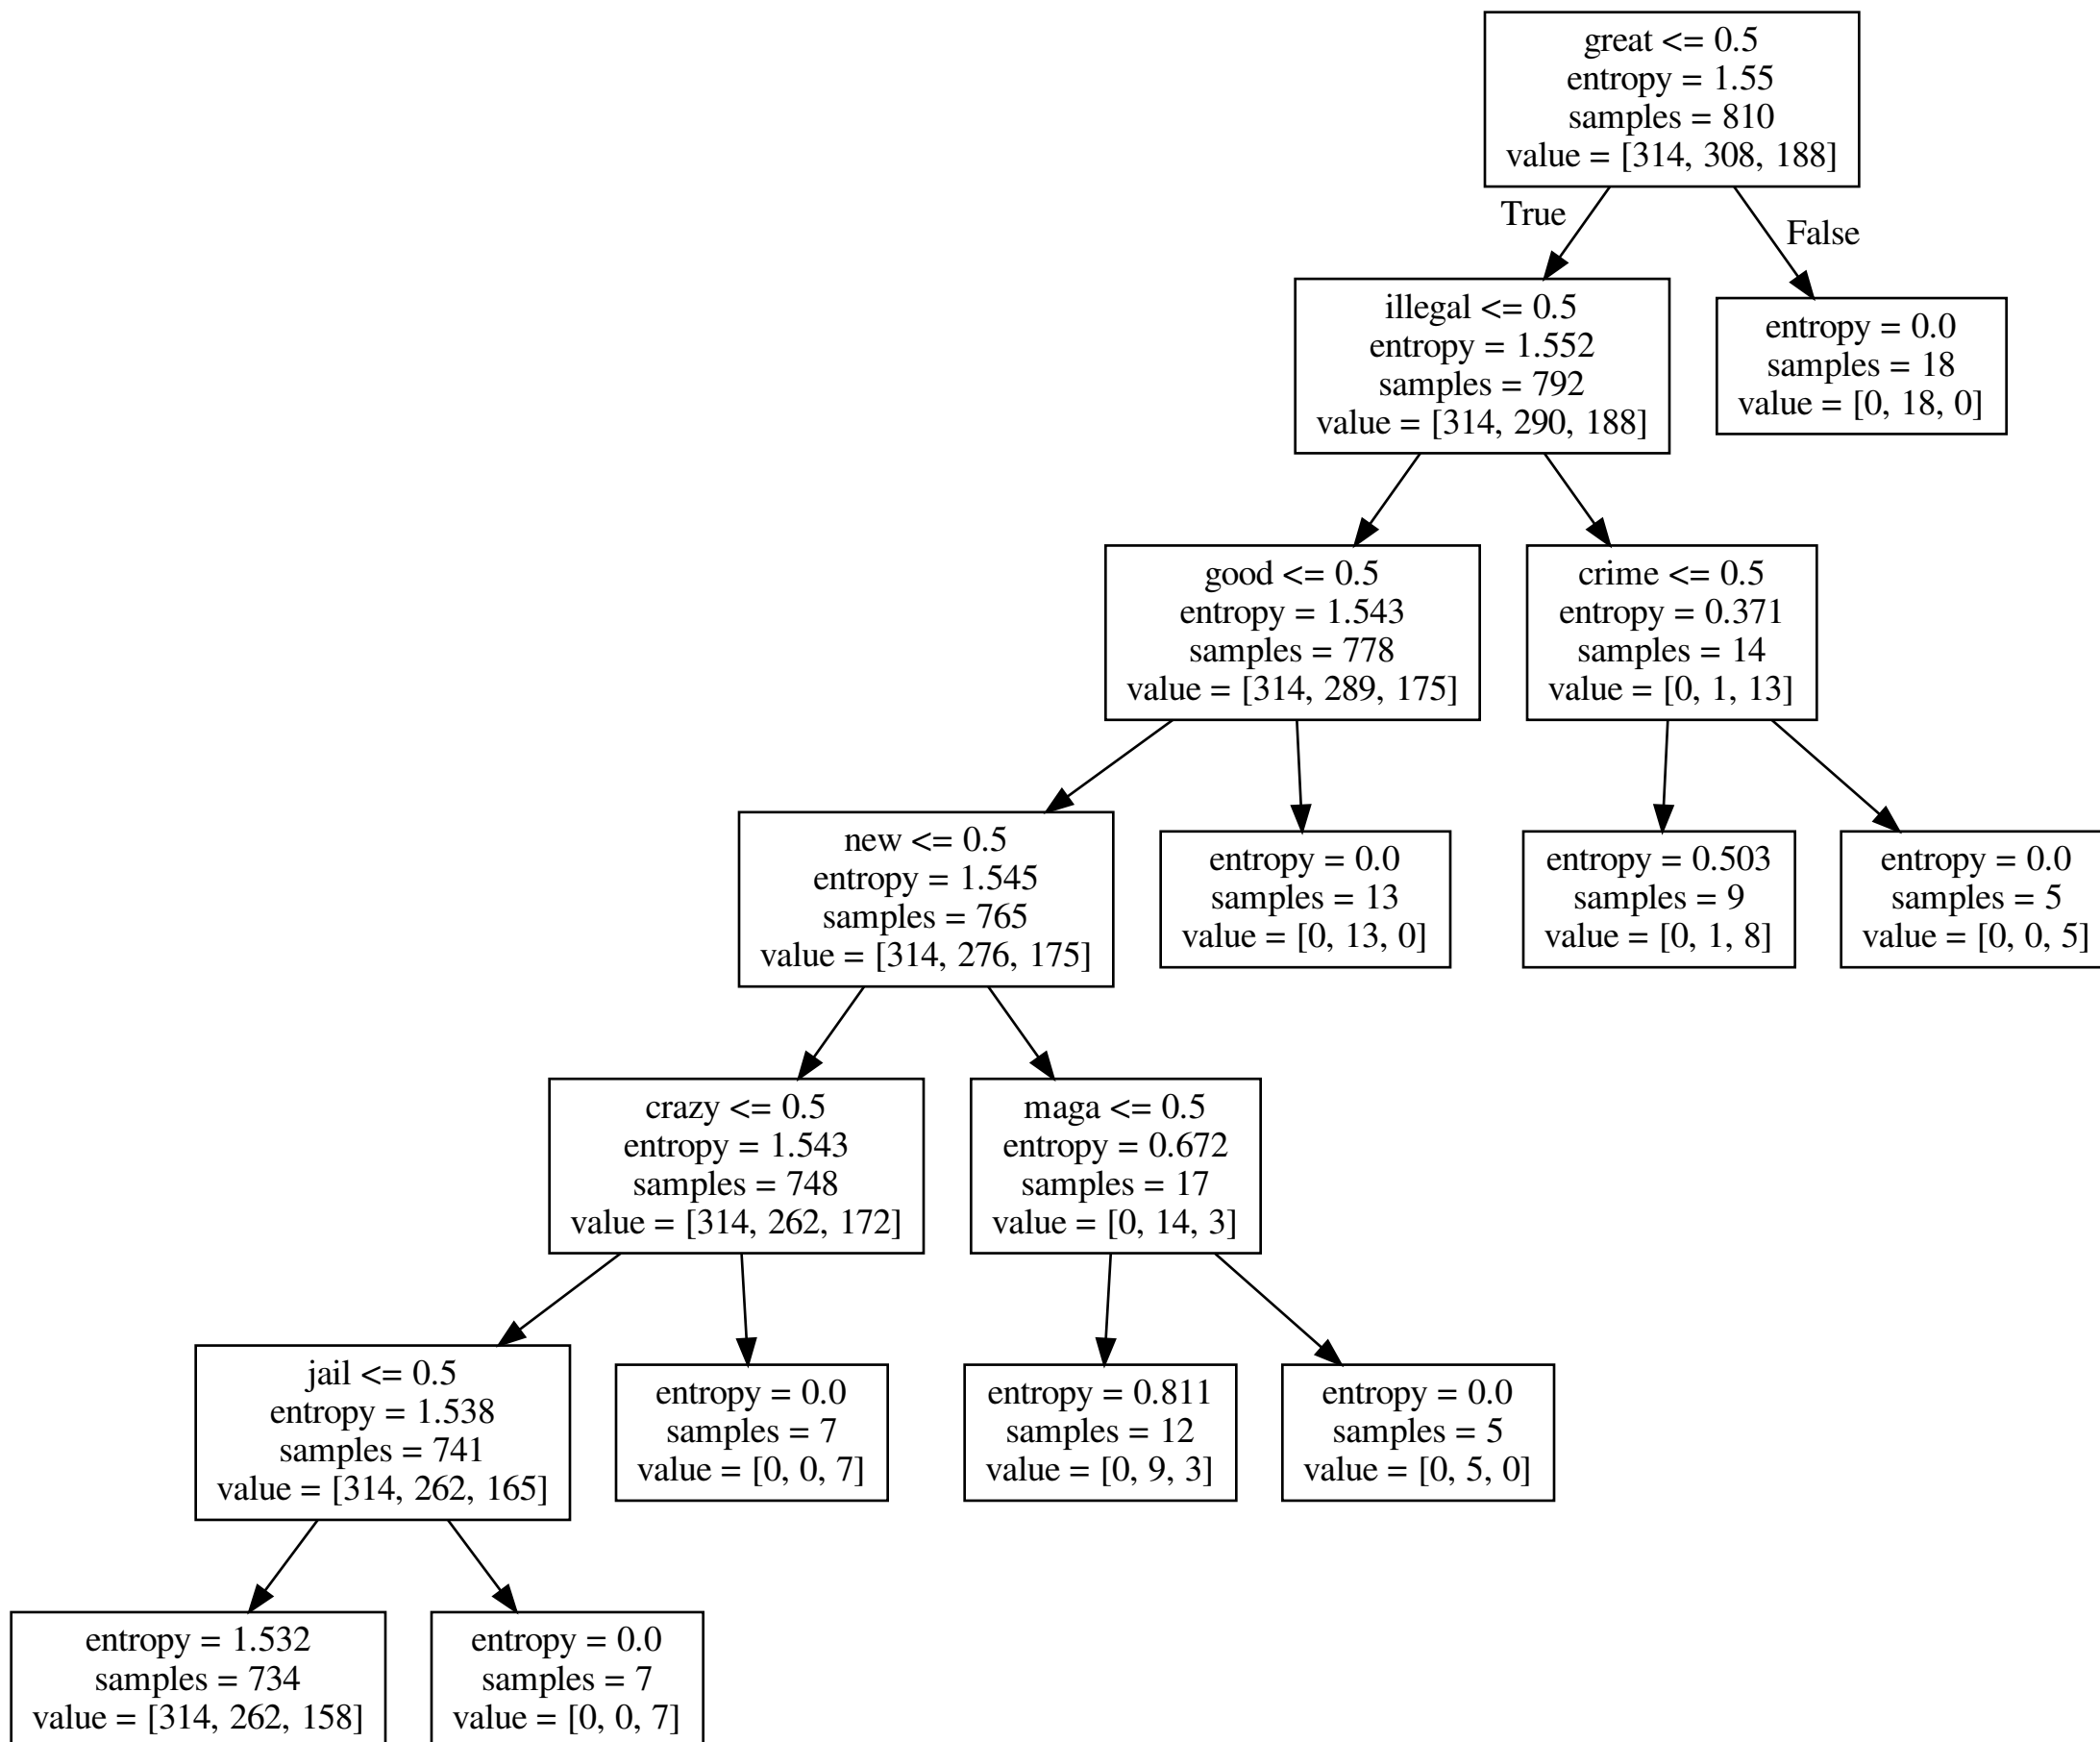 great <= 0.5
entropy = 1.55
samples = 810
value = [314, 308, 188]
True
False
illegal <= 0.5
entropy = 1.552
samples = 792
value = [314, 290, 188]
entropy = 0.0
samples = 18
value = [0, 18, 0]
good <= 0.5
entropy = 1.543
samples = 778
value = [314, 289, 175]
crime <= 0.5
entropy = 0.371
samples = 14
value = [0, 1, 13]
new <= 0.5
entropy = 1.545
samples = 765
value = [314, 276, 175]
entropy = 0.0
samples = 13
value = [0, 13, 0]
entropy = 0.503
samples = 9
value = [0, 1, 8]
entropy = 0.0
samples = 5
value = [0, 0, 5]
crazy <= 0.5
entropy = 1.543
samples = 748
value = [314, 262, 172]
maga <= 0.5
entropy = 0.672
samples = 17
value = [0, 14, 3]
jail <= 0.5
entropy = 1.538
samples = 741
value = [314, 262, 165]
entropy = 0.0
samples = 7
value = [0, 0, 7]
entropy = 0.811
samples = 12
value = [0, 9, 3]
entropy = 0.0
samples = 5
value = [0, 5, 0]
entropy = 1.532
samples = 734
value = [314, 262, 158]
entropy = 0.0
samples = 7
value = [0, 0, 7]